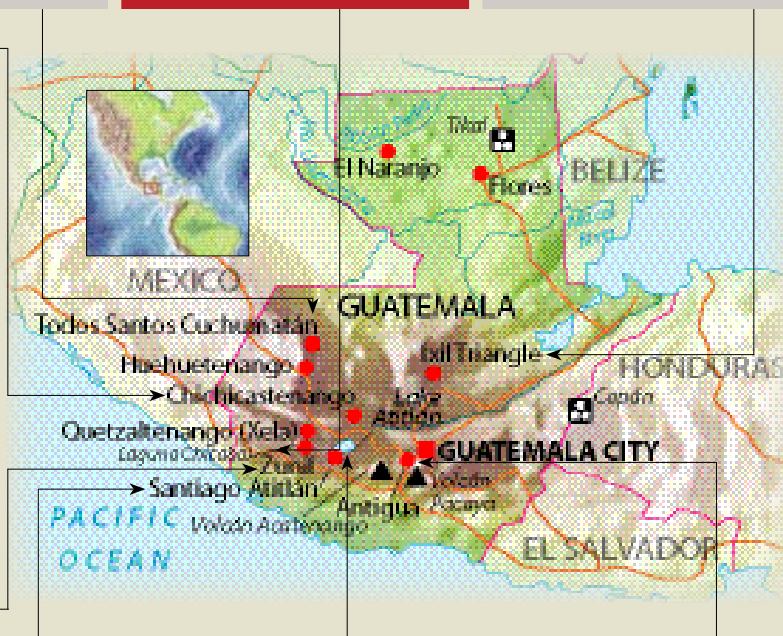 Tikal
El Naranjo
Flores
BELIZE
MEXICO
GUATEMALA
Todos Santos Cuchumatán
Ixil Triangle
Huehuetenango
HONDURAS
Chichicastenango
Lake
Atitlán
Copán
Quetzaltenango (Xela)
GUATEMALA CITY
Laguna Chicabal
Zunil
Volcán
Pacaya
Santiago Atitlán
Antigua
PACIFIC
OCEAN
Volcán Acatenango
EL SALVADOR